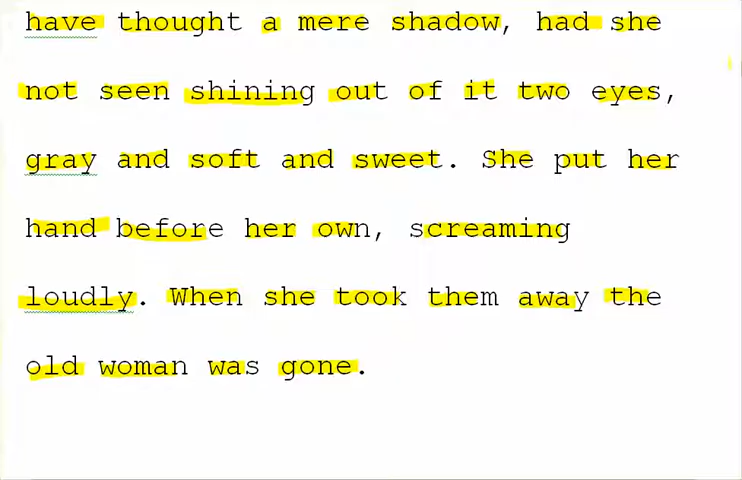 have thought a mere shadow, had she
not seen shining out of it two eyes,
gray and soft and sweet. She put her
hand before her own, screaming
loudly. When she took them away the
old woman was gone.